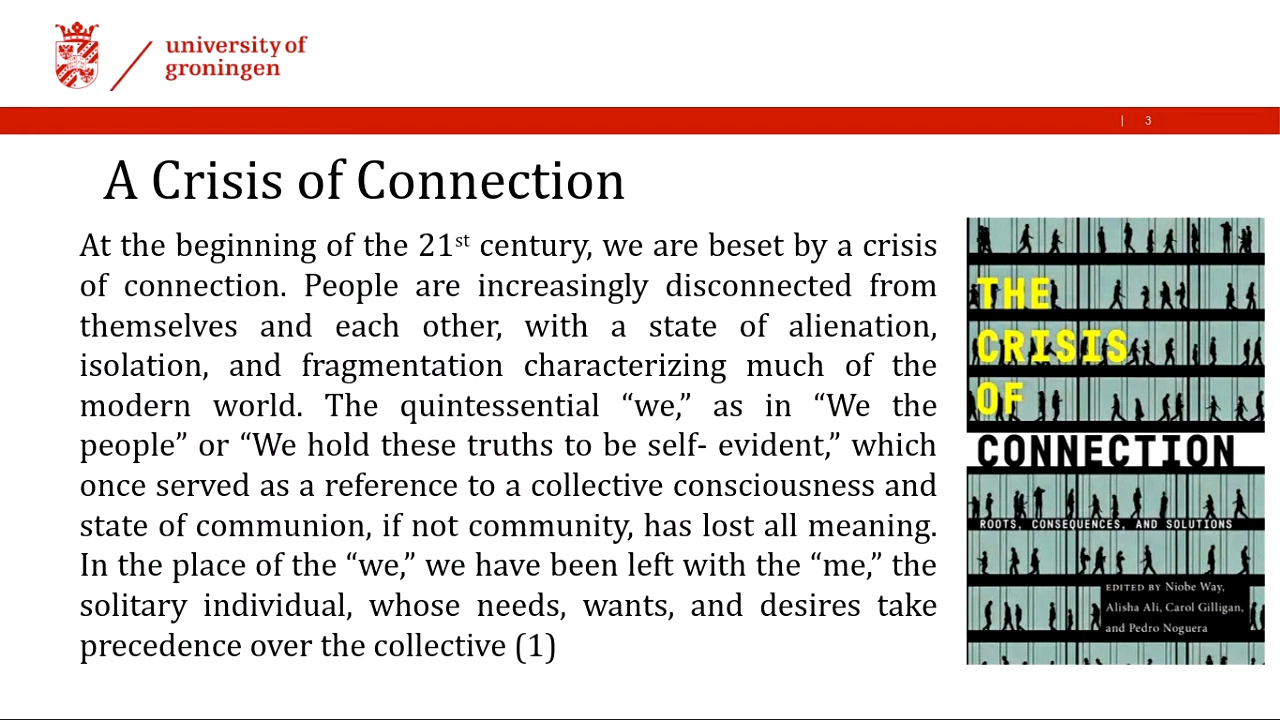 university of
groningen
| 3
A Crisis of Connection
At the beginning of the 21st century, we are beset by a crisis
of connection. People are increasingly disconnected from
themselves and each other, with a state of alienation,
isolation, and fragmentation characterizing much of the
modern world. The quintessential “we,” as in “We the
people” or “We hold these truths to be self- evident,” which
once served as a reference to a collective consciousness and
state of communion, if not community, has lost all meaning.
In the place of the “we,” we have been left with the “me,” the
solitary individual, whose needs, wants, and desires take
precedence over the collective (1)
THE
CRISIS
OF
CONNECTION
ROOTS, CONSEQUENCES, AND SOLUTIONS
EDITED BY Niobe Way,
Alisha Ali, Carol Gilligan,
and Pedro Noguera